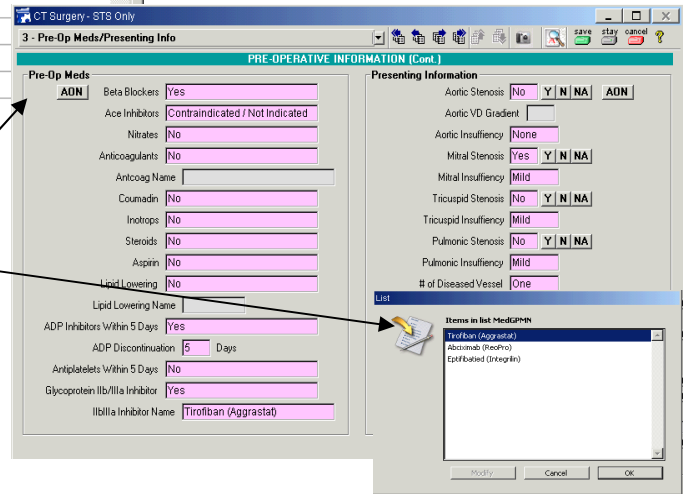 CT Surgery - STS Only
3 - Pre-Op Meds/Presenting Info
save stay cancel
PRE-OPERATIVE INFORMATION (Cont.)
Pre-Op Meds
AON Beta Blockers Yes
Ace Inhibitors Contraindicated / Not Indicated
Nitrates No
Anticoagulants No
Antcoag Name
Coumadin No
Inotrops No
Steroids No
Aspirin No
Lipid Lowering No
Lipid Lowering Name
ADP Inhibitors Within 5 Days Yes
ADP Discontinuation 5 Days
Antiplatelets Within 5 Days No
Glycoprotein IIb/IIIa Inhibitor Yes
IIbIIIa Inhibitor Name Tirofiban (Aggrastat)
Presenting Information
Aortic Stenosis No Y N NA AON
Aortic VD Gradient
Aortic Insuffiency None
Mitral Stenosis Yes Y N NA
Mitral Insuffiency Mild
Tricuspid Stenosis No Y N NA
Tricuspid Insuffiency Mild
Pulmonic Stenosis No Y N NA
Pulmonic Insuffiency Mild
# of Diseased Vessel One
List
Items in list MedGPMN
Tirofiban (Aggrastat)
Abciximab (ReoPro)
Eptifibatied (Integrilin)
Modify Cancel OK